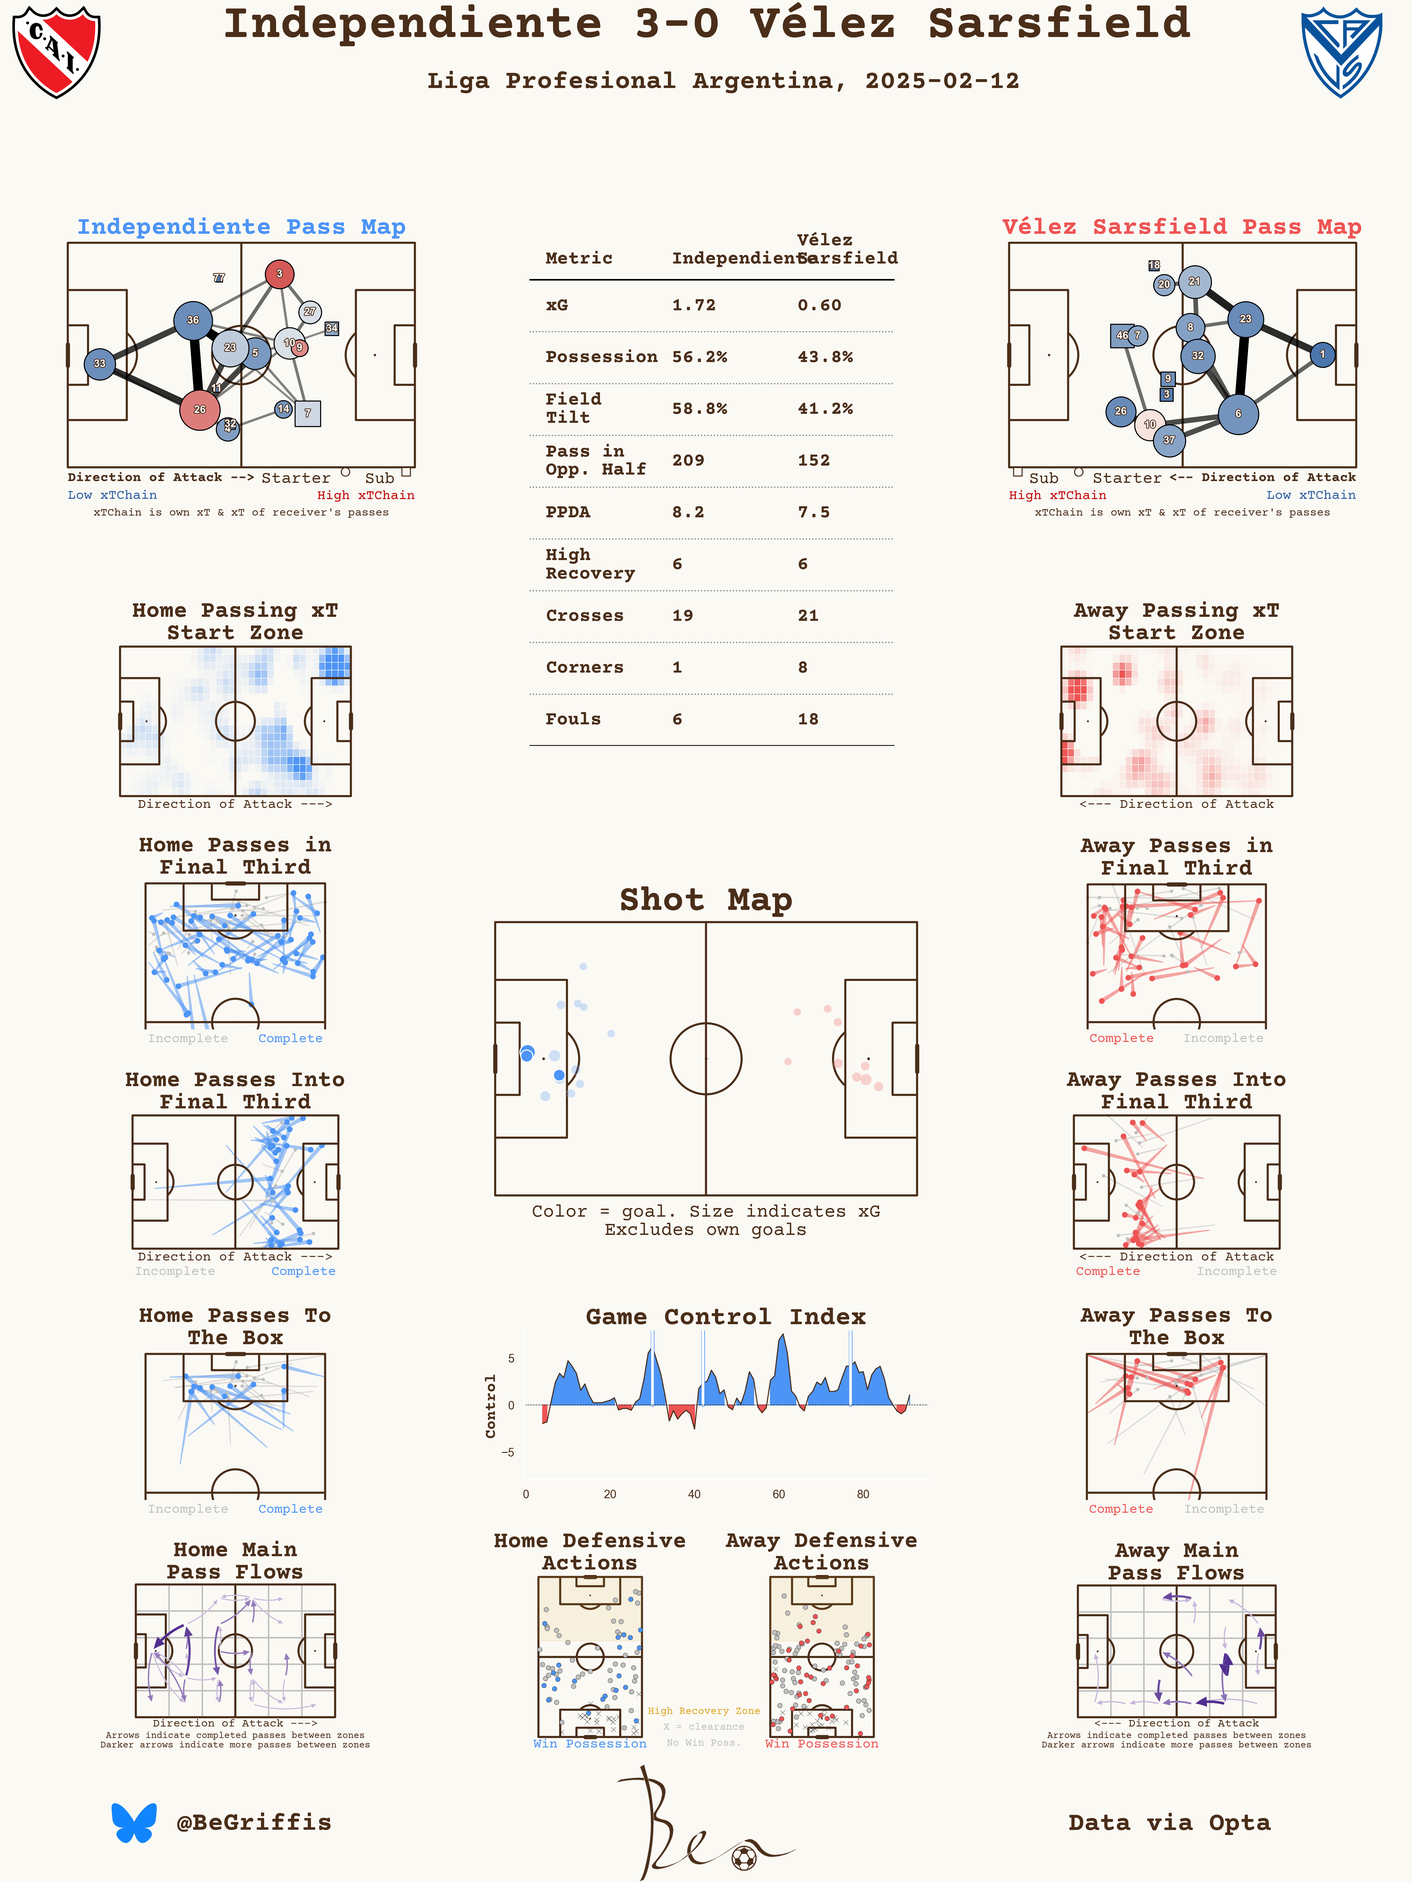 Independiente 3-0 Vélez Sarsfield
Liga Profesional Argentina, 2025-02-12
C.A.I.
Independiente Pass Map
77
3
27
34
36
23
5
10
9
33
11
26
32
14
7
Direction of Attack --> Starter Sub
Low xTChain High xTChain
xTChain is own xT & xT of receiver's passes
Metric Independiente Vélez Sarsfield
xG 1.72 0.60
Possession 56.2% 43.8%
Field Tilt 58.8% 41.2%
Pass in Opp. Half 209 152
PPDA 8.2 7.5
High Recovery 6 6
Crosses 19 21
Corners 1 8
Fouls 6 18
Vélez Sarsfield Pass Map
18
20
21
46
7
8
23
32
1
9
3
26
10
6
37
Sub Starter <-- Direction of Attack
High xTChain Low xTChain
xTChain is own xT & xT of receiver's passes
Home Passing xT
Start Zone
Direction of Attack --->
Away Passing xT
Start Zone
<--- Direction of Attack
Home Passes in
Final Third
Incomplete Complete
Away Passes in
Final Third
Complete Incomplete
Shot Map
Color = goal. Size indicates xG
Excludes own goals
Home Passes Into
Final Third
Direction of Attack --->
Incomplete Complete
Away Passes Into
Final Third
<--- Direction of Attack
Complete Incomplete
Home Passes To
The Box
Incomplete Complete
Game Control Index
Control
5
0
−5
0 20 40 60 80
Away Passes To
The Box
Complete Incomplete
Home Main
Pass Flows
Direction of Attack --->
Arrows indicate completed passes between zones
Darker arrows indicate more passes between zones
Home Defensive
Actions
Win Possession
High Recovery Zone
X = clearance
No Win Poss.
Away Defensive
Actions
Win Possession
Away Main
Pass Flows
<--- Direction of Attack
Arrows indicate completed passes between zones
Darker arrows indicate more passes between zones
@BeGriffis
Ben
Data via Opta